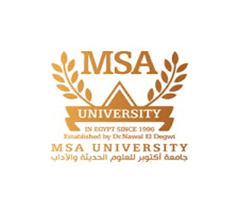 MSA
UNIVERSITY
IN EGYPT SINCE 1996
Established by Dr.Nawal El Degwi
MSA UNIVERSITY
جامعة أكتوبر للعلوم الحديثة والآداب